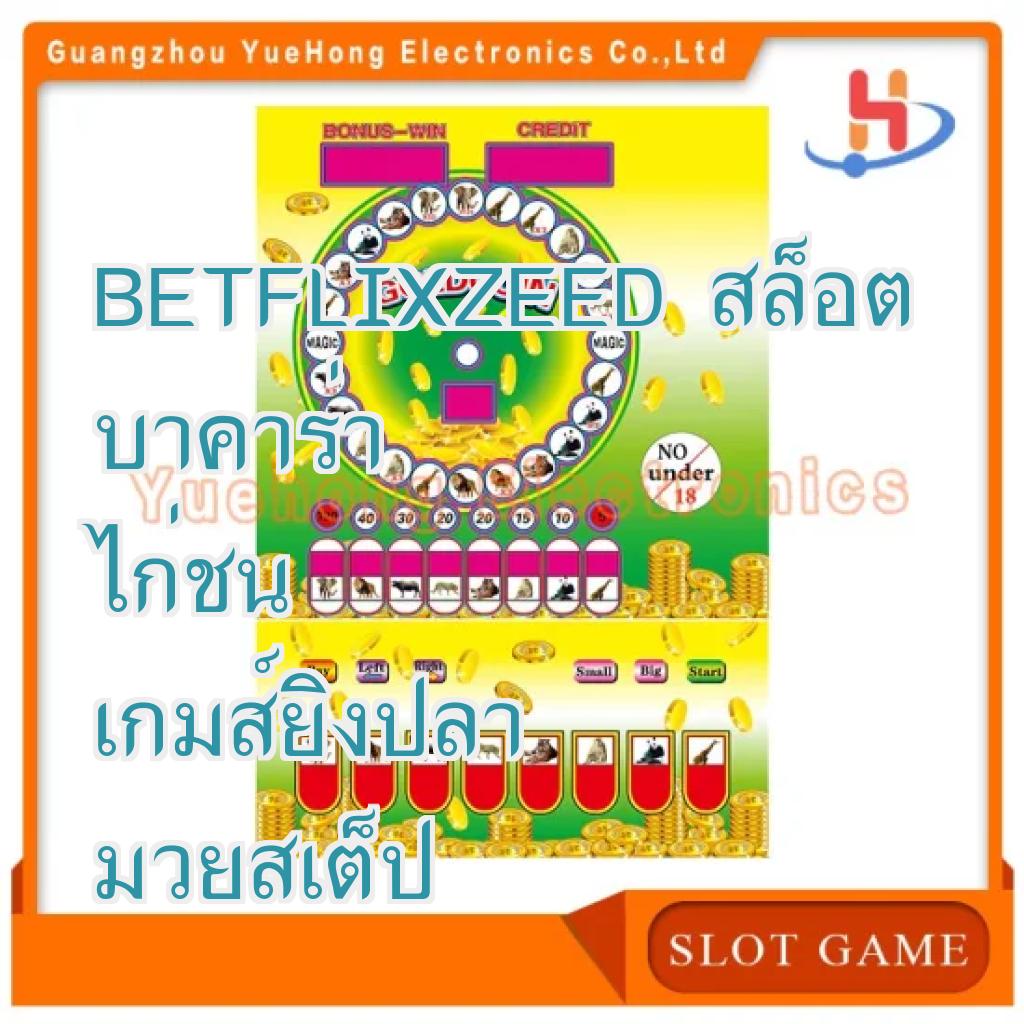 Guangzhou YueHong Electronics Co.,Ltd
BONUS-WIN
CREDIT
BETFLIXZEED สล็อต
MAGIC
MAGIC
บาคาร่า
NO
under
18
Yuehong Electronics
40
30
20
20
15
10
ไก่ชน
Left
Right
Small
Big
Start
เกมส์ยิงปลา
มวยสเต็ป
SLOT GAME